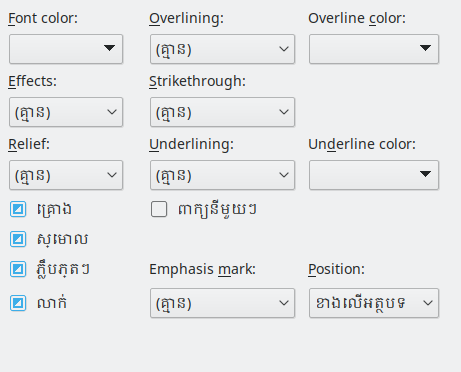 Font color: Overlining: Overline color:
(គ្មាន)
Effects: Strikethrough:
(គ្មាន) (គ្មាន)
Relief: Underlining: Underline color:
(គ្មាន) (គ្មាន)
គ្រោង ពាក្យនីមួយៗ
ស្រមោល
ភ្លឹបភ្លែតៗ Emphasis mark: Position:
លាក់ (គ្មាន) ខាងលើអត្ថបទ